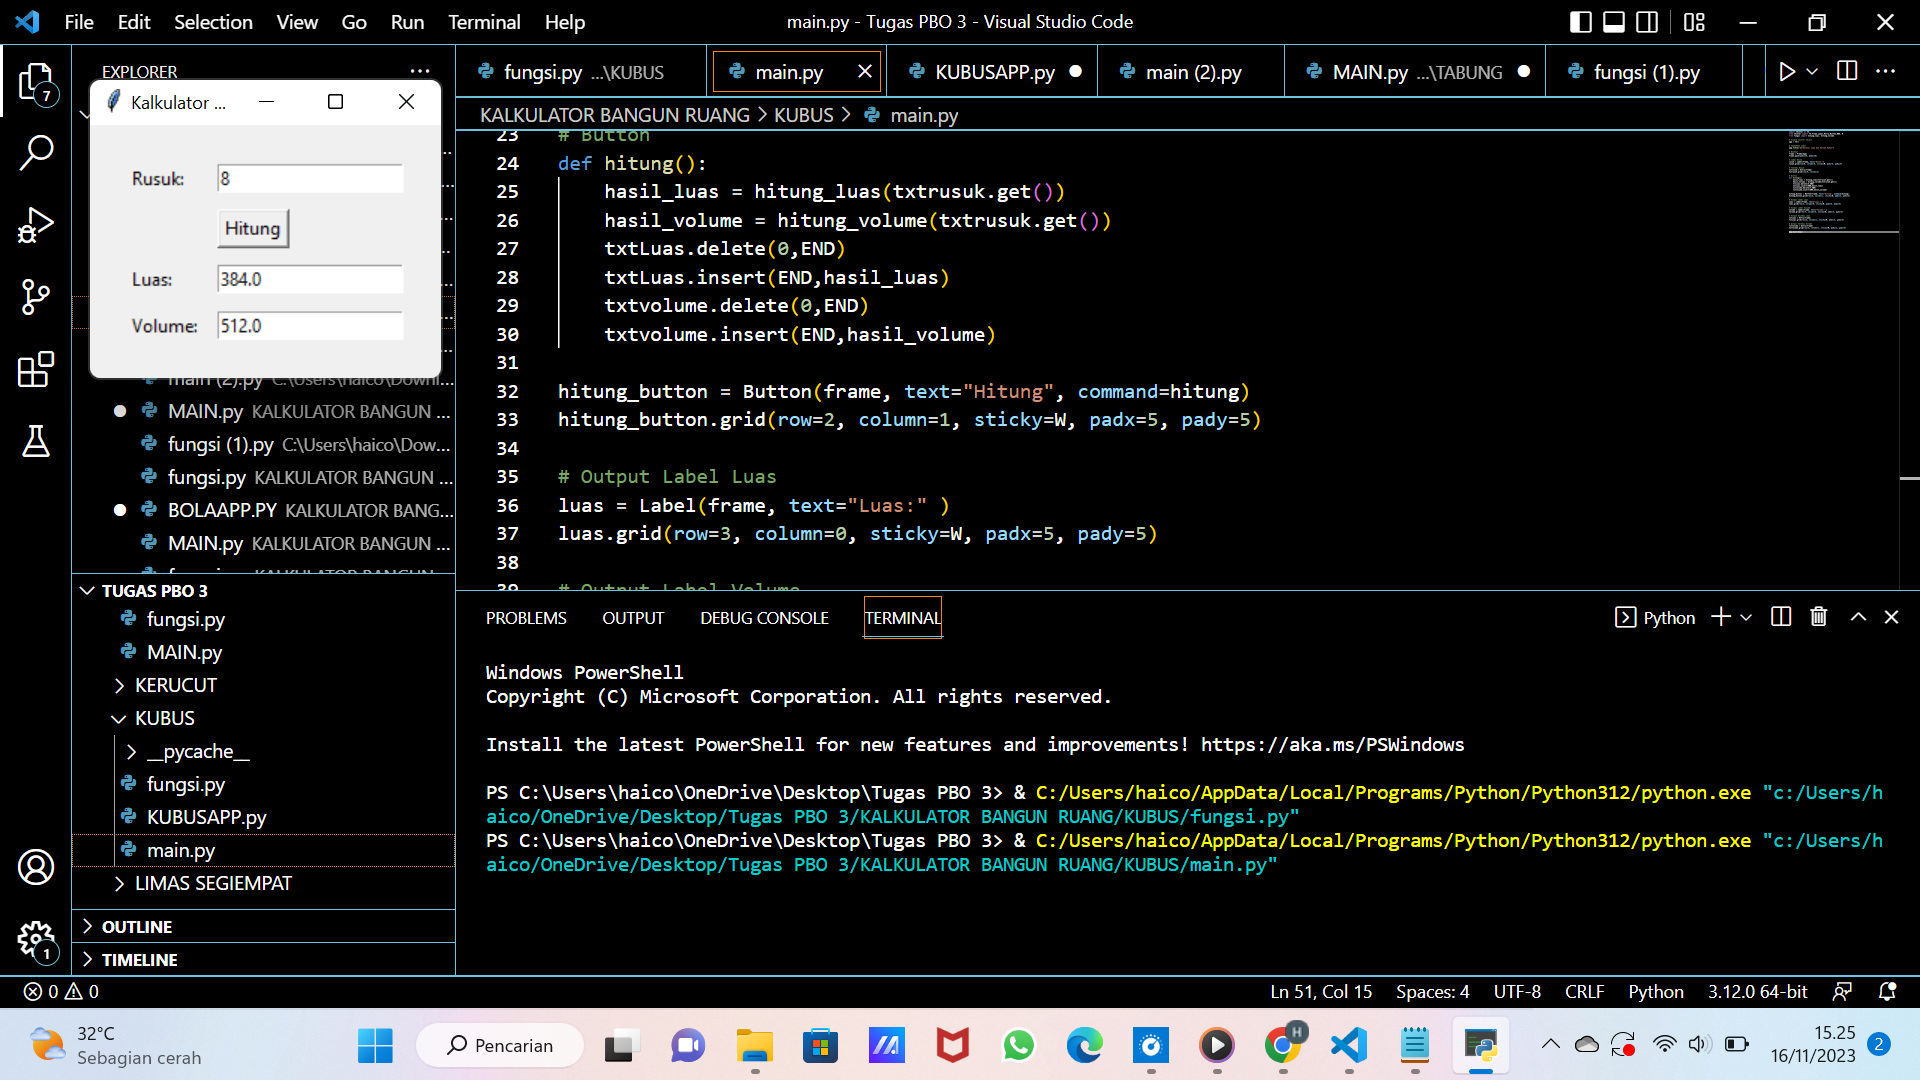 File Edit Selection View Go Run Terminal Help
main.py - Tugas PBO 3 - Visual Studio Code
7
EXPLORER
Kalkulator ...
Rusuk: 8
Hitung
Luas: 384.0
Volume: 512.0
main (2).py C:\Users\haico\Downl...
MAIN.py KALKULATOR BANGUN ...
fungsi (1).py C:\Users\haico\Dow...
fungsi.py KALKULATOR BANGUN ...
BOLAAPP.PY KALKULATOR BANG...
MAIN.py KALKULATOR BANGUN ...
TUGAS PBO 3
fungsi.py
MAIN.py
KERUCUT
KUBUS
__pycache__
fungsi.py
KUBUSAPP.py
main.py
LIMAS SEGIEMPAT
OUTLINE
TIMELINE
1
fungsi.py ...\KUBUS
main.py
KUBUSAPP.py
main (2).py
MAIN.py ...\TABUNG
fungsi (1).py
KALKULATOR BANGUN RUANG > KUBUS > main.py
23 # Button
24 def hitung():
25 hasil_luas = hitung_luas(txtrusuk.get())
26 hasil_volume = hitung_volume(txtrusuk.get())
27 txtLuas.delete(0,END)
28 txtLuas.insert(END,hasil_luas)
29 txtvolume.delete(0,END)
30 txtvolume.insert(END,hasil_volume)
31
32 hitung_button = Button(frame, text="Hitung", command=hitung)
33 hitung_button.grid(row=2, column=1, sticky=W, padx=5, pady=5)
34
35 # Output Label Luas
36 luas = Label(frame, text="Luas:" )
37 luas.grid(row=3, column=0, sticky=W, padx=5, pady=5)
38
39 # Output Label Volume
PROBLEMS OUTPUT DEBUG CONSOLE TERMINAL
Python
Windows PowerShell
Copyright (C) Microsoft Corporation. All rights reserved.
Install the latest PowerShell for new features and improvements! https://aka.ms/PSWindows
PS C:\Users\haico\OneDrive\Desktop\Tugas PBO 3> & C:/Users/haico/AppData/Local/Programs/Python/Python312/python.exe "c:/Users/h
aico/OneDrive/Desktop/Tugas PBO 3/KALKULATOR BANGUN RUANG/KUBUS/fungsi.py"
PS C:\Users\haico\OneDrive\Desktop\Tugas PBO 3> & C:/Users/haico/AppData/Local/Programs/Python/Python312/python.exe "c:/Users/h
aico/OneDrive/Desktop/Tugas PBO 3/KALKULATOR BANGUN RUANG/KUBUS/main.py"
0 0
Ln 51, Col 15 Spaces: 4 UTF-8 CRLF Python 3.12.0 64-bit
32°C
Sebagian cerah
Pencarian
H
15.25
16/11/2023
2